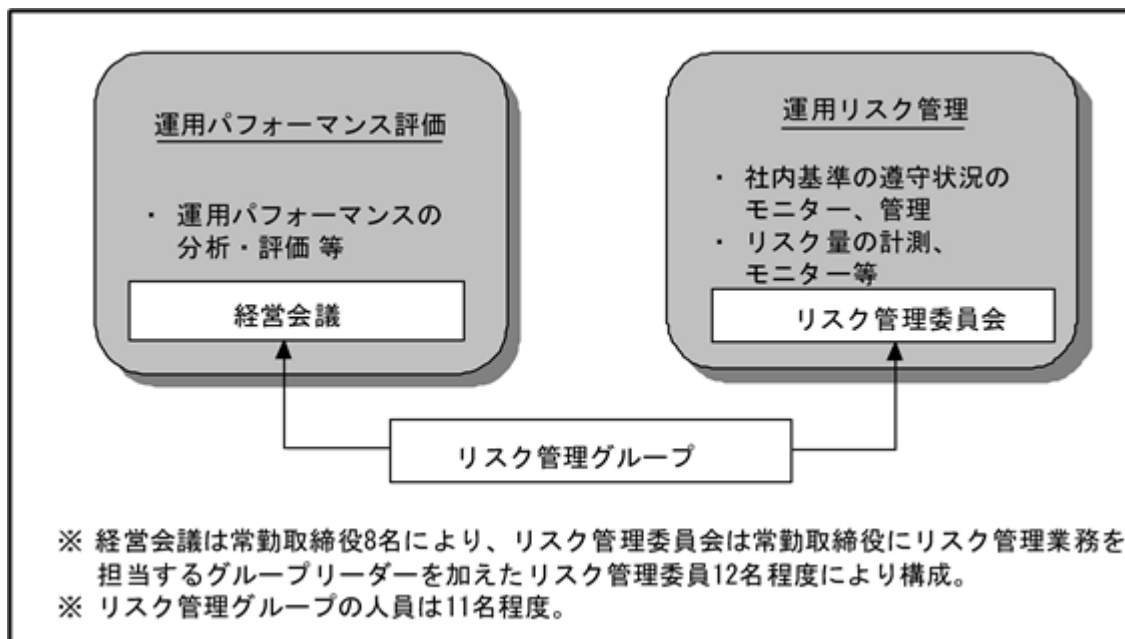 運用パフォーマンス評価
・ 運用パフォーマンスの
分析・評価 等
経営会議
運用リスク管理
・ 社内基準の遵守状況の
モニター、管理
・ リスク量の計測、
モニター等
リスク管理委員会
リスク管理グループ
※ 経営会議は常勤取締役8名により、リスク管理委員会は常勤取締役にリスク管理業務を
担当するグループリーダーを加えたリスク管理委員12名程度により構成。
※ リスク管理グループの人員は11名程度。